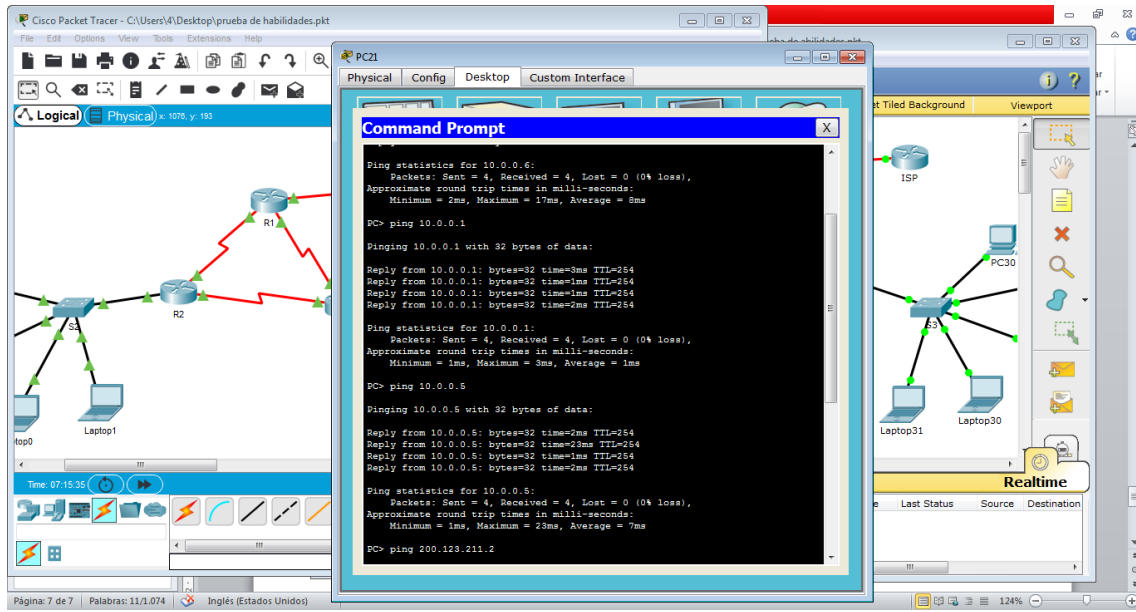 Cisco Packet Tracer - C:\Users\4\Desktop\prueba de habilidades.pkt
File Edit Options View Tools Extensions Help
Logical
Physical
x: 1076, y: 193
R1
R2
S2
Laptop1
Time: 07:15:35
PC21
Physical Config Desktop Custom Interface
Command Prompt
X
Ping statistics for 10.0.0.6:
Packets: Sent = 4, Received = 4, Lost = 0 (0% loss),
Approximate round trip times in milli-seconds:
Minimum = 2ms, Maximum = 17ms, Average = 8ms
PC> ping 10.0.0.1
Pinging 10.0.0.1 with 32 bytes of data:
Reply from 10.0.0.1: bytes=32 time=3ms TTL=254
Reply from 10.0.0.1: bytes=32 time=1ms TTL=254
Reply from 10.0.0.1: bytes=32 time=1ms TTL=254
Reply from 10.0.0.1: bytes=32 time=2ms TTL=254
Ping statistics for 10.0.0.1:
Packets: Sent = 4, Received = 4, Lost = 0 (0% loss),
Approximate round trip times in milli-seconds:
Minimum = 1ms, Maximum = 3ms, Average = 1ms
PC> ping 10.0.0.5
Pinging 10.0.0.5 with 32 bytes of data:
Reply from 10.0.0.5: bytes=32 time=2ms TTL=254
Reply from 10.0.0.5: bytes=32 time=23ms TTL=254
Reply from 10.0.0.5: bytes=32 time=1ms TTL=254
Reply from 10.0.0.5: bytes=32 time=2ms TTL=254
Ping statistics for 10.0.0.5:
Packets: Sent = 4, Received = 4, Lost = 0 (0% loss),
Approximate round trip times in milli-seconds:
Minimum = 1ms, Maximum = 23ms, Average = 7ms
PC> ping 200.123.211.2
Tiled Background
Viewport
ISP
PC30
S3
Laptop31
Laptop30
Realtime
Last Status Source Destination
Página: 7 de 7 Palabras: 11/1.074 Inglés (Estados Unidos) 124%